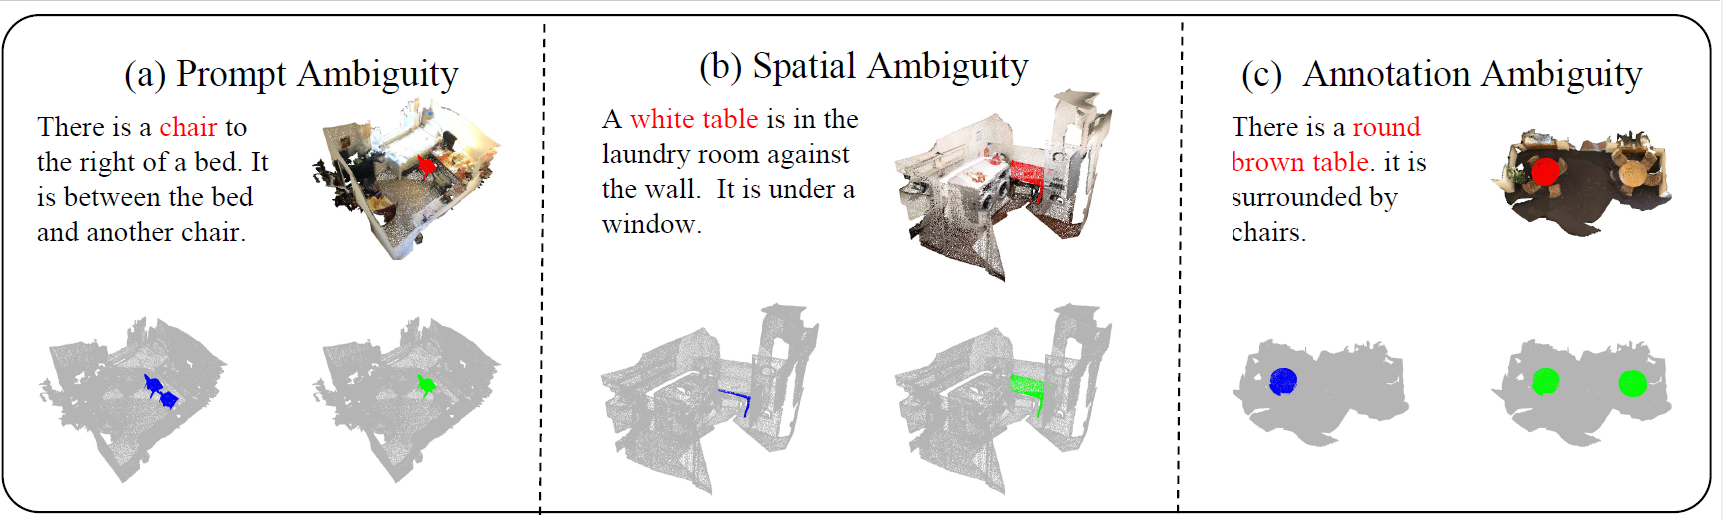 (a) Prompt Ambiguity
There is a chair to
the right of a bed. It
is between the bed
and another chair.
(b) Spatial Ambiguity
A white table is in the
laundry room against
the wall. It is under a
window.
(c) Annotation Ambiguity
There is a round
brown table. it is
surrounded by
chairs.